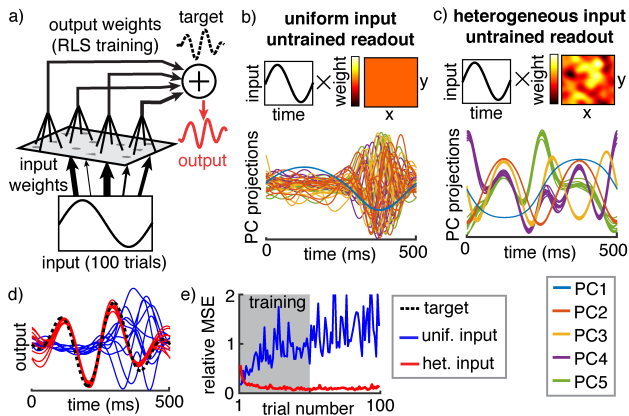 a)
output weights
(RLS training)
target
output
input
weights
input (100 trials)
b)
uniform input
untrained readout
input
time
weight
x
y
PC projections
0
500
time (ms)
c)
heterogeneous input
untrained readout
input
time
weight
x
y
PC projections
0
500
time (ms)
d)
output
0
500
time (ms)
e)
training
relative MSE
2
1
0
1
100
trial number
target
unif. input
het. input
PC1
PC2
PC3
PC4
PC5